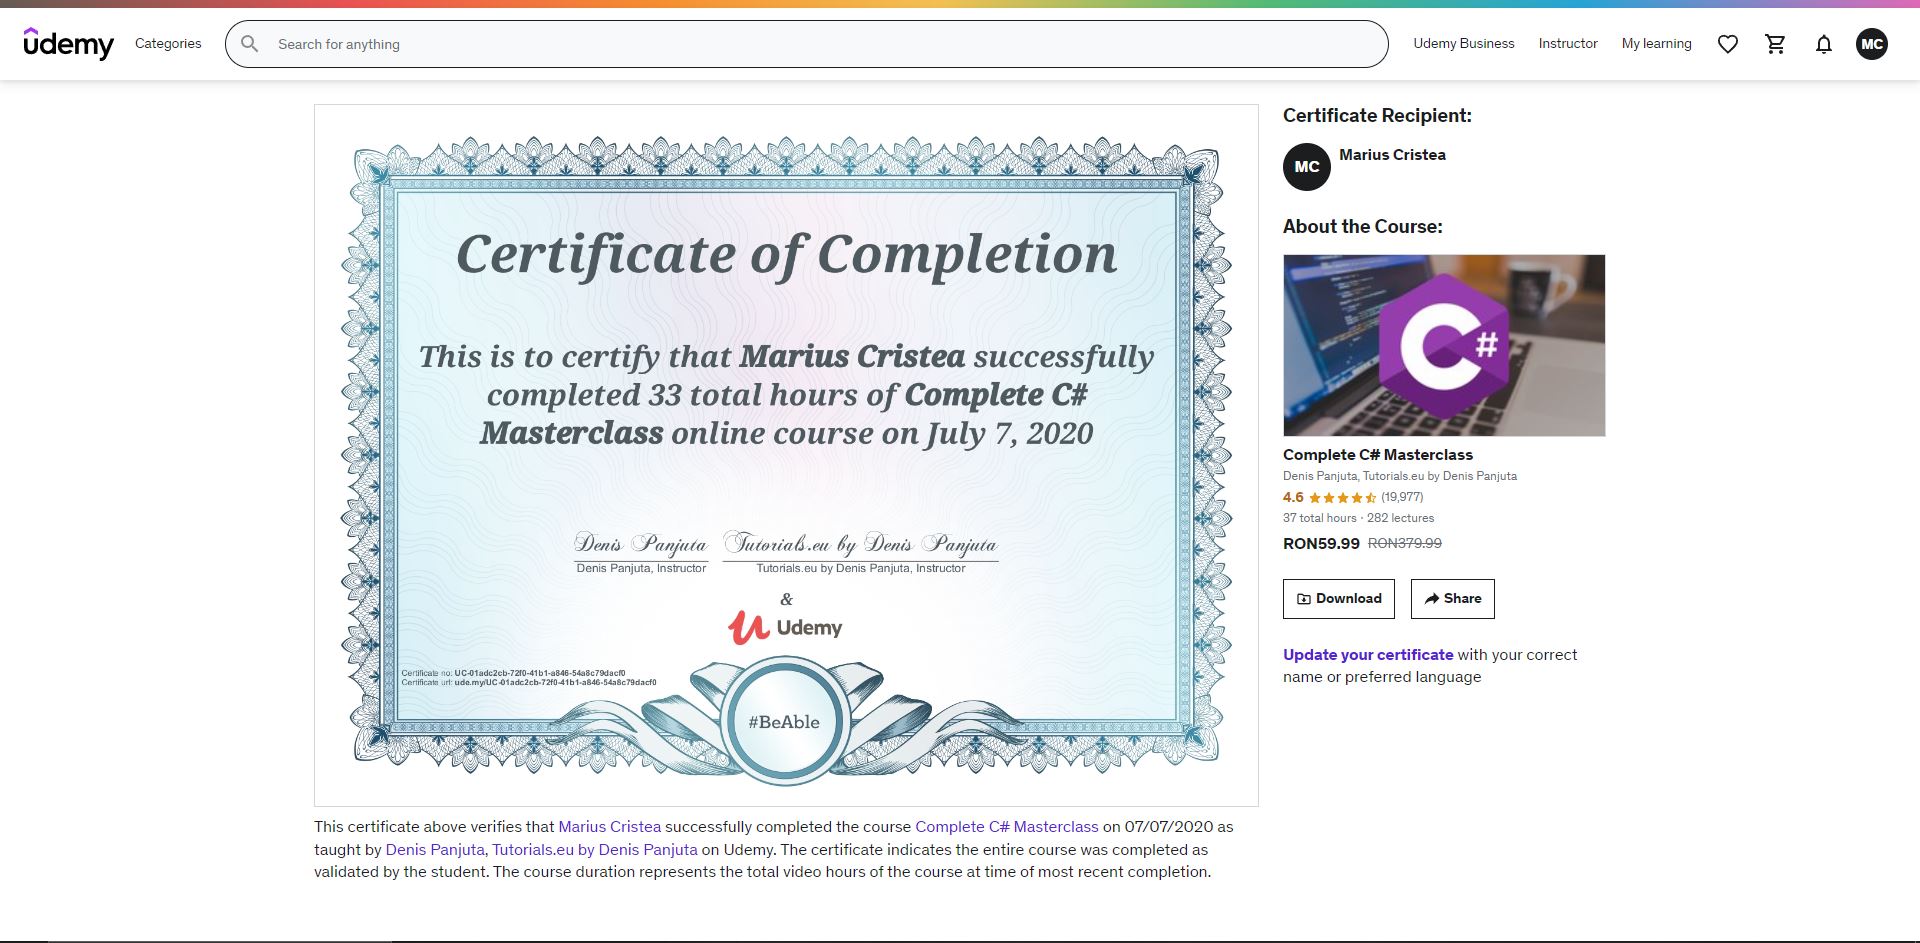 udemy
Categories
Search for anything
Udemy Business
Instructor
My learning
MC
Certificate of Completion
This is to certify that Marius Cristea successfully
completed 33 total hours of Complete C#
Masterclass online course on July 7, 2020
Denis Panjuta
Tutorials.eu by Denis Panjuta
Denis Panjuta, Instructor
Tutorials.eu by Denis Panjuta, Instructor
&
Udemy
Certificate no: UC-01adc2cb-72f0-41b1-a846-54a8c79dacf0
Certificate url: ude.my/UC-01adc2cb-72f0-41b1-a846-54a8c79dacf0
#BeAble
This certificate above verifies that Marius Cristea successfully completed the course Complete C# Masterclass on 07/07/2020 as
taught by Denis Panjuta, Tutorials.eu by Denis Panjuta on Udemy. The certificate indicates the entire course was completed as
validated by the student. The course duration represents the total video hours of the course at time of most recent completion.
Certificate Recipient:
MC
Marius Cristea
About the Course:
C#
Complete C# Masterclass
Denis Panjuta, Tutorials.eu by Denis Panjuta
4.6 (19,977)
37 total hours · 282 lectures
RON59.99 RON379.99
Download
Share
Update your certificate with your correct
name or preferred language